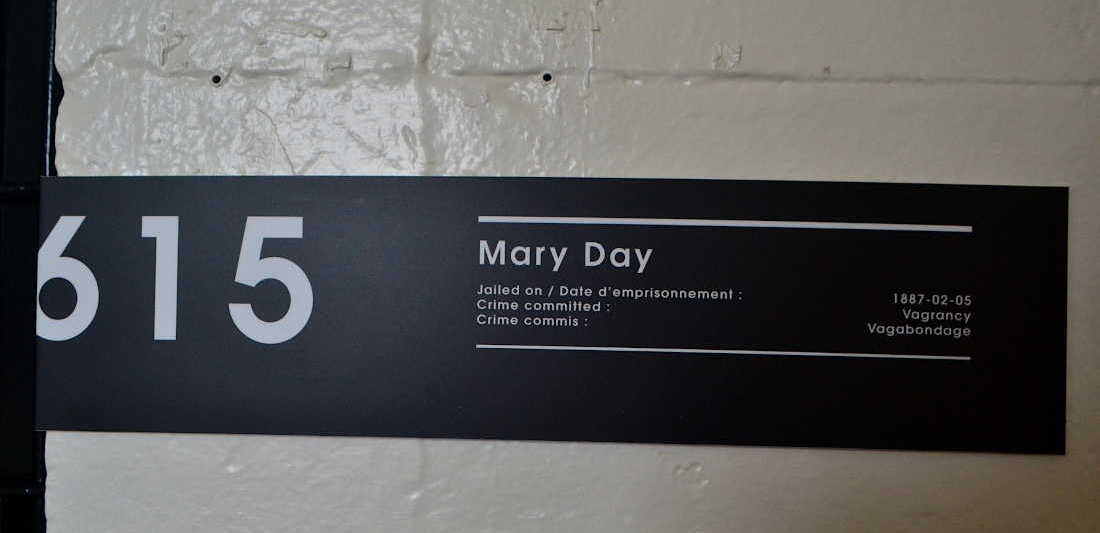 615
Mary Day
Jailed on / Date d'emprisonnement : 1887-02-05
Crime committed : Vagrancy
Crime commis : Vagabondage